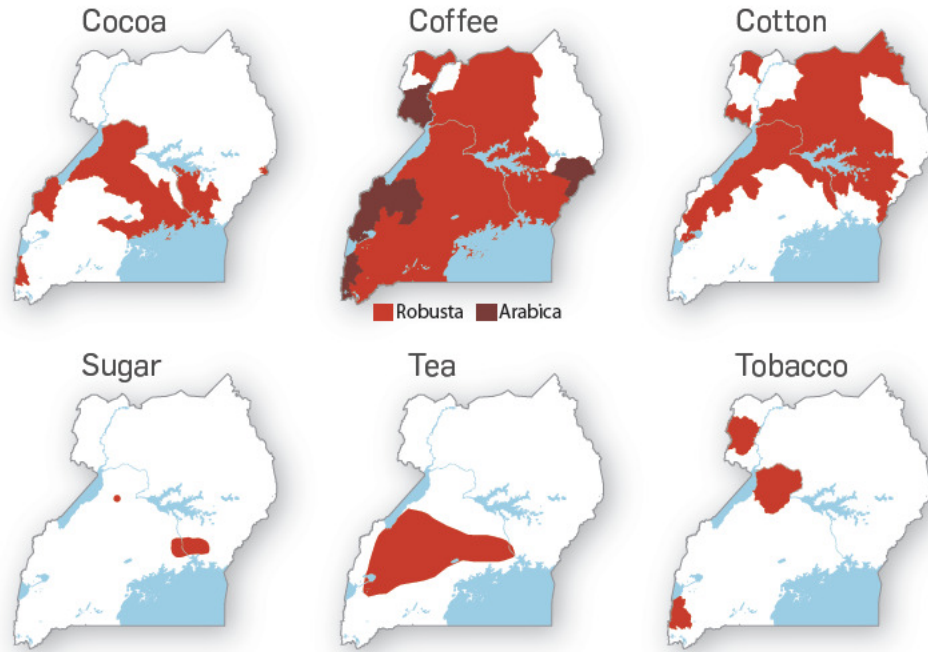 Cocoa
Coffee
Cotton
Robusta
Arabica
Sugar
Tea
Tobacco